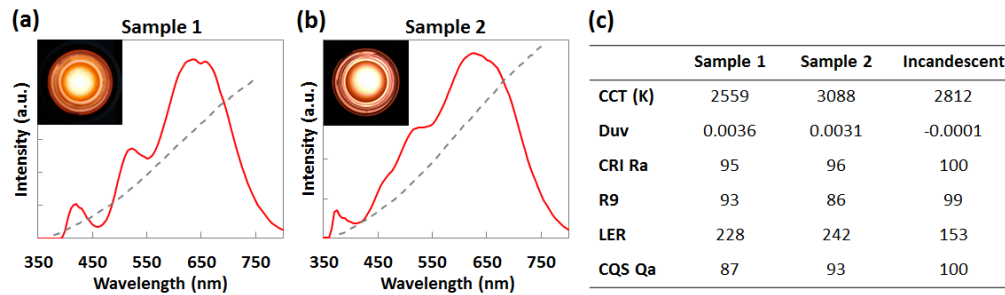 (a)
Sample 1
Intensity (a.u.)
350 450 550 650 750
Wavelength (nm)
(b)
Sample 2
Intensity (a.u.)
350 450 550 650 750
Wavelength (nm)
(c)
Sample 1 Sample 2 Incandescent
CCT (K) 2559 3088 2812
Duv 0.0036 0.0031 -0.0001
CRI Ra 95 96 100
R9 93 86 99
LER 228 242 153
CQS Qa 87 93 100